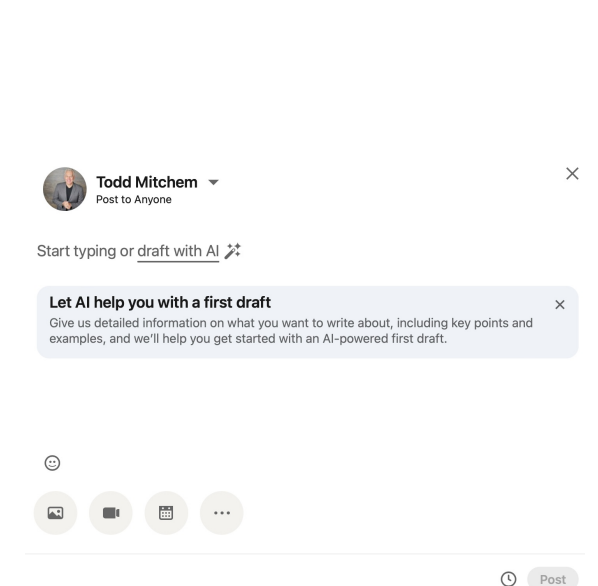 Todd Mitchem
Post to Anyone
Start typing or draft with AI
Let AI help you with a first draft
Give us detailed information on what you want to write about, including key points and
examples, and we'll help you get started with an AI-powered first draft.
Post